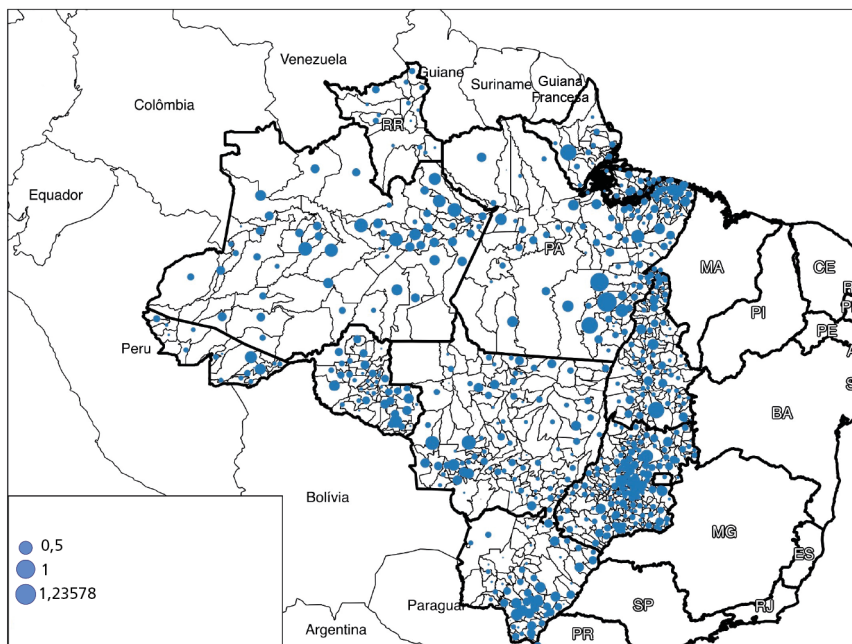 Venezuela
Guiane
Suriname
Guiana
Francesa
Colômbia
RR
Equador
PA
MA
CE
PI
PE
Peru
BA
Bolívia
MG
ES
0,5
1
1,23578
Paraguai
SP
RJ
Argentina
PR